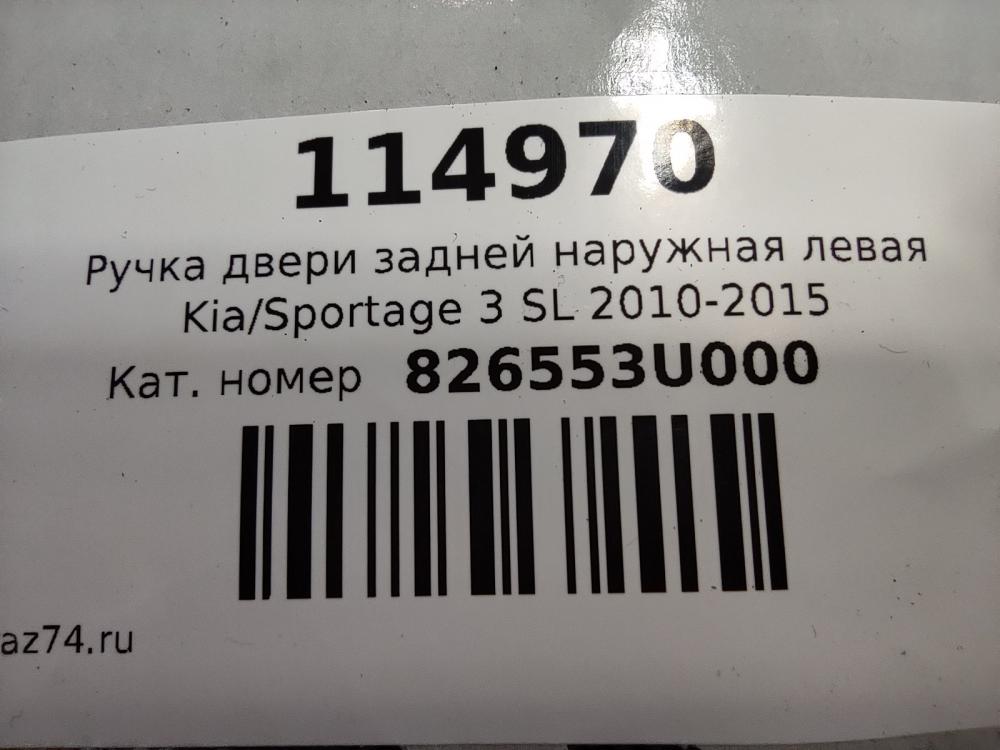 114970
Ручка двери задней наружная левая
Kia/Sportage 3 SL 2010-2015
Кат. номер 826553U000
az74.ru